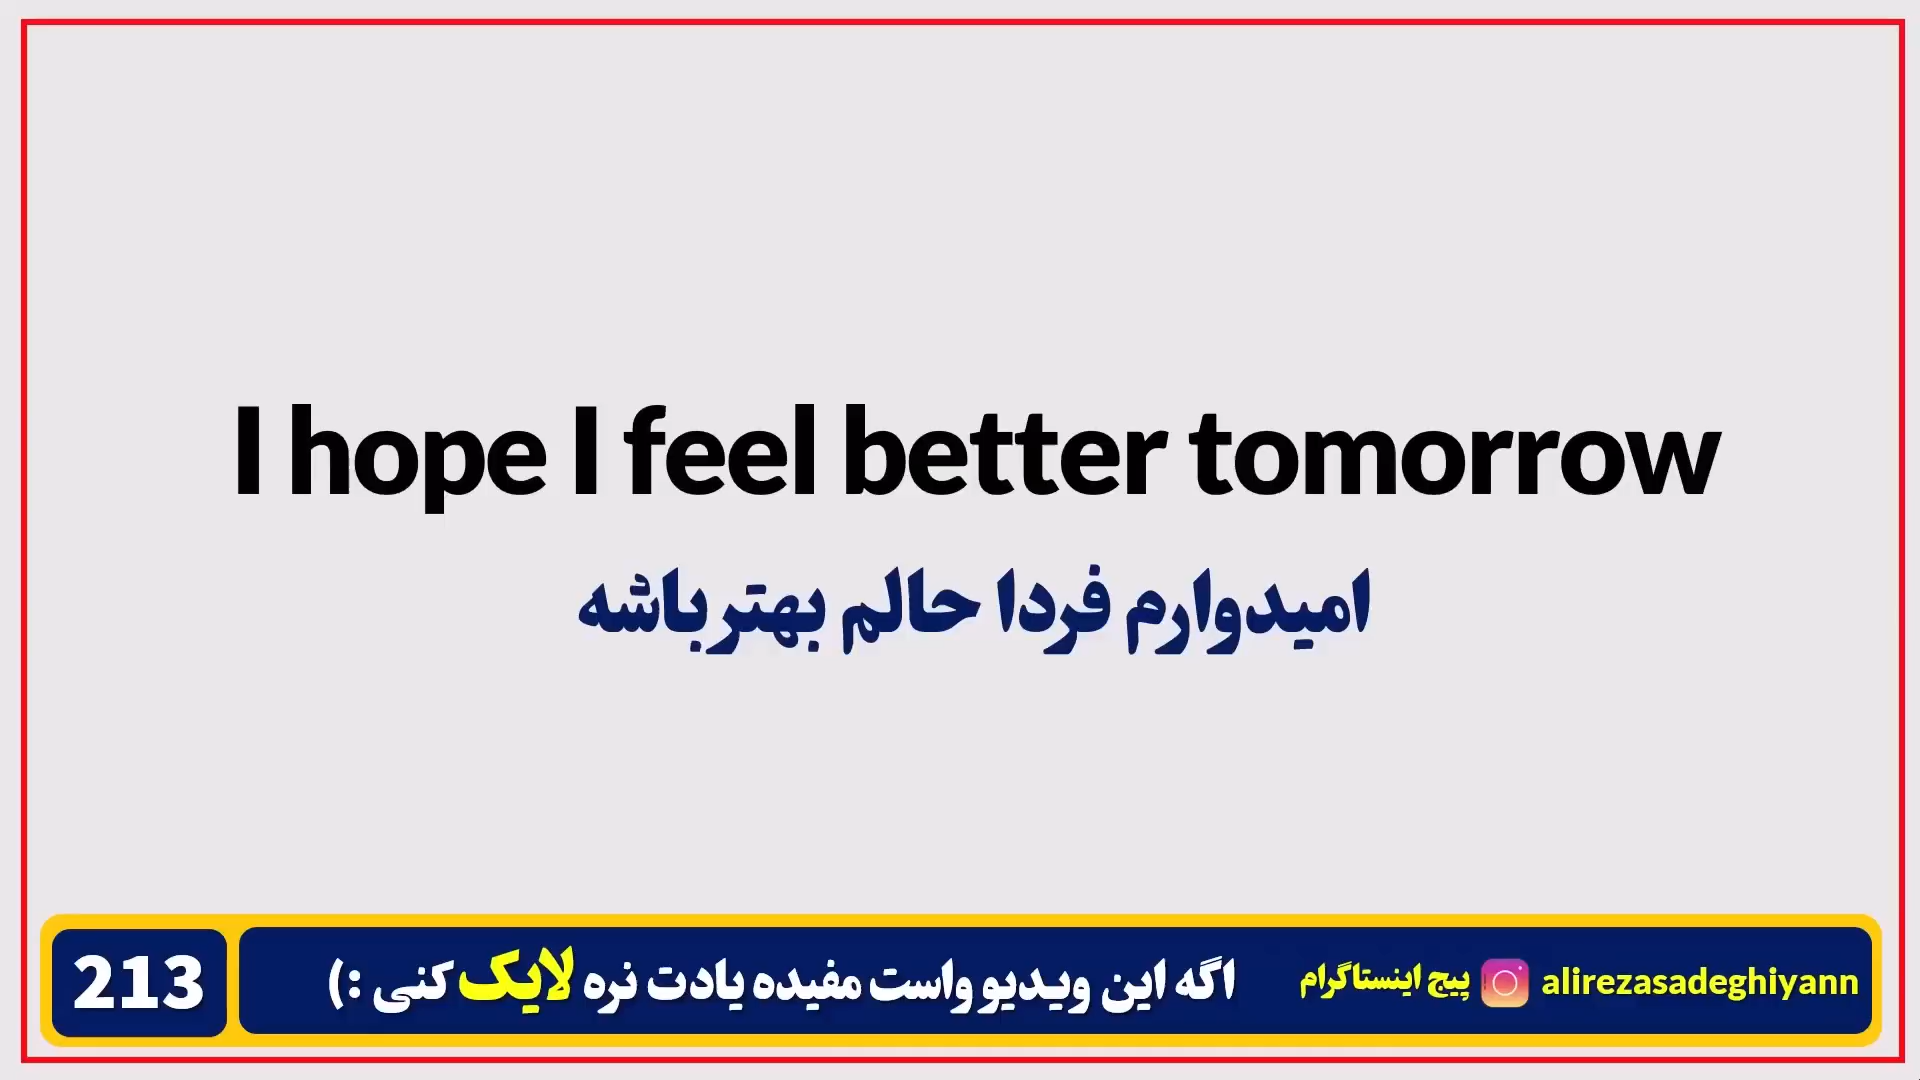 I hope I feel better tomorrow
امیدوارم فردا حالم بهتر باشه
213
اگه این ویدیو واست مفیده یادت نره لایک کنی :)
پیج اینستاگرام alirezasadeghiyann